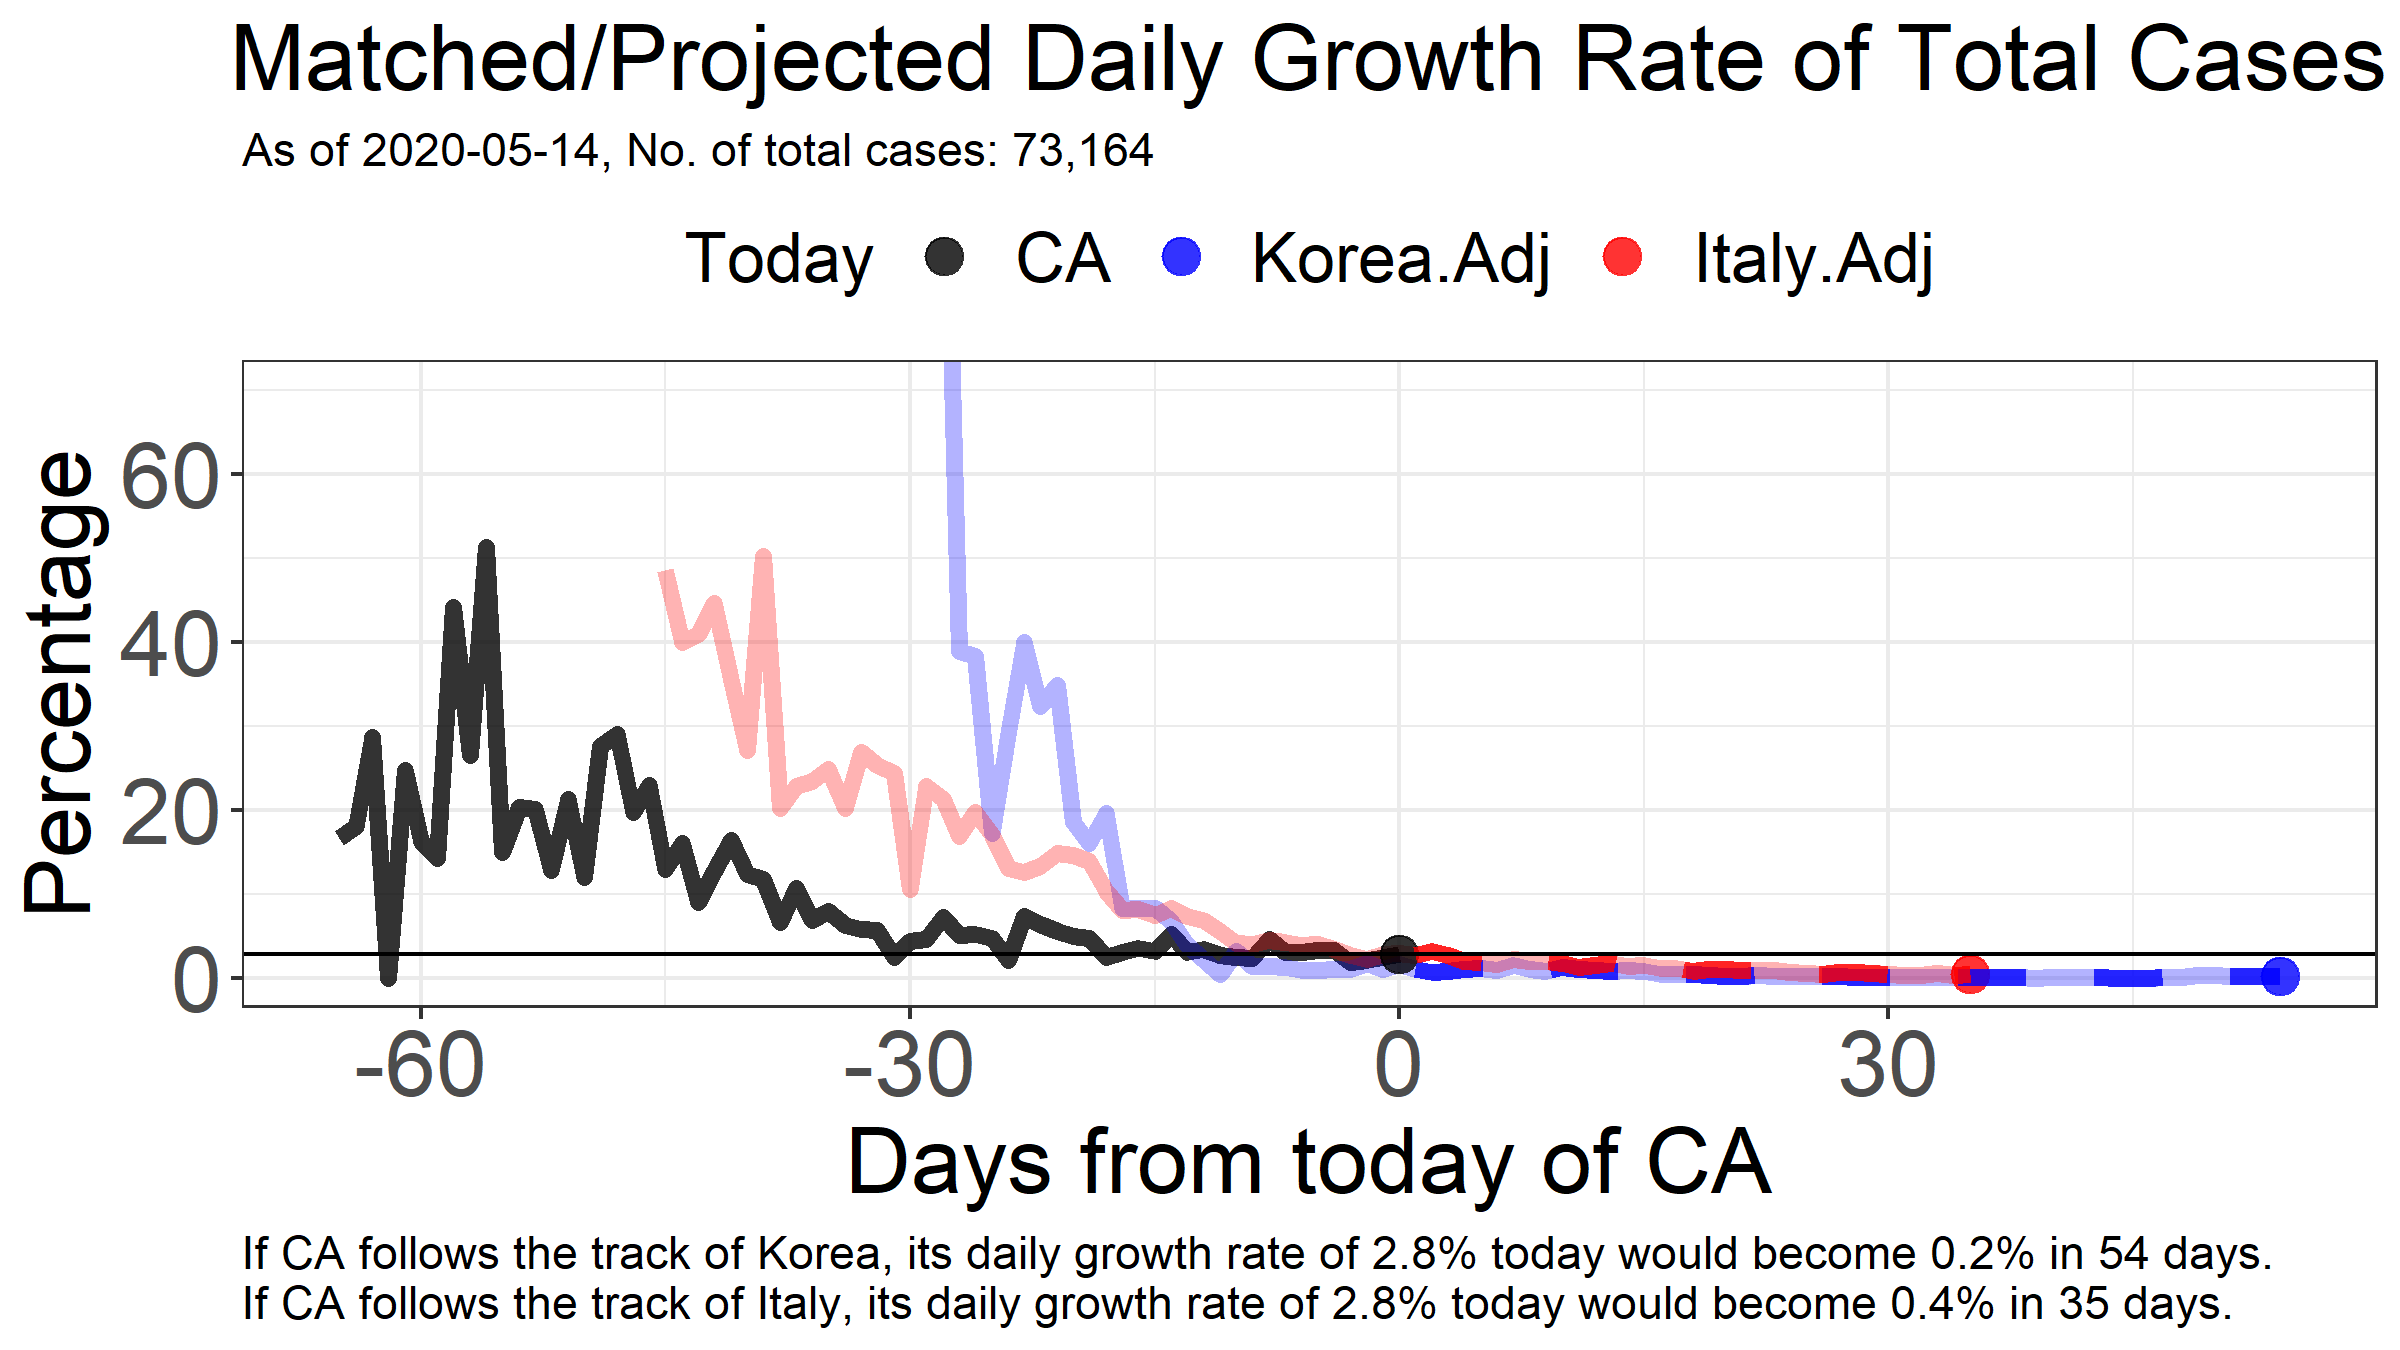 Matched/Projected Daily Growth Rate of Total Cases
As of 2020-05-14, No. of total cases: 73,164
Today CA Korea.Adj Italy.Adj
Percentage
60
40
20
0
-60 -30 0 30
Days from today of CA
If CA follows the track of Korea, its daily growth rate of 2.8% today would become 0.2% in 54 days.
If CA follows the track of Italy, its daily growth rate of 2.8% today would become 0.4% in 35 days.